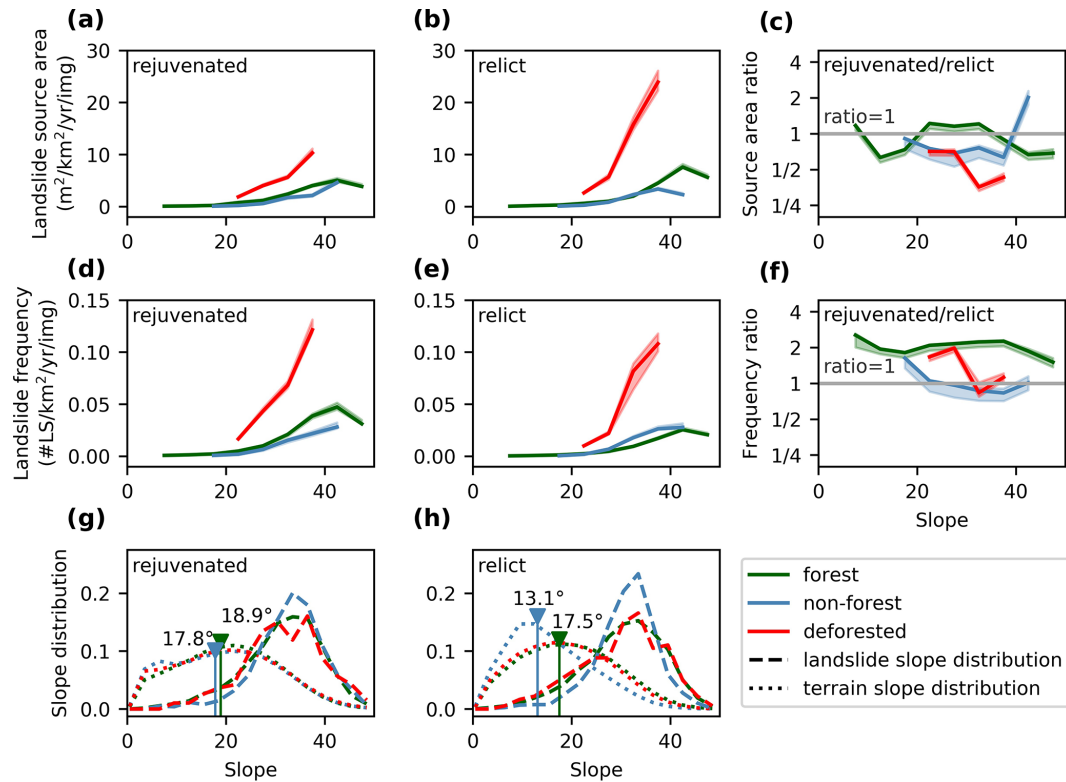 (a)
(b)
(c)
Landslide source area
(m²/km²/yr/img)
30
20
10
0
rejuvenated
0
20
40
30
20
10
0
relict
0
20
40
Source area ratio
4
2
1
1/2
1/4
rejuvenated/relict
ratio=1
0
20
40
(d)
(e)
(f)
Landslide frequency
(#LS/km²/yr/img)
0.15
0.10
0.05
0.00
rejuvenated
0
20
40
0.15
0.10
0.05
0.00
relict
0
20
40
Frequency ratio
4
2
1
1/2
1/4
rejuvenated/relict
ratio=1
0
20
40
Slope
(g)
(h)
Slope distribution
0.2
0.1
0.0
rejuvenated
18.9°
17.8°
0
20
40
Slope
0.2
0.1
0.0
relict
13.1°
17.5°
0
20
40
Slope
forest
non-forest
deforested
landslide slope distribution
terrain slope distribution